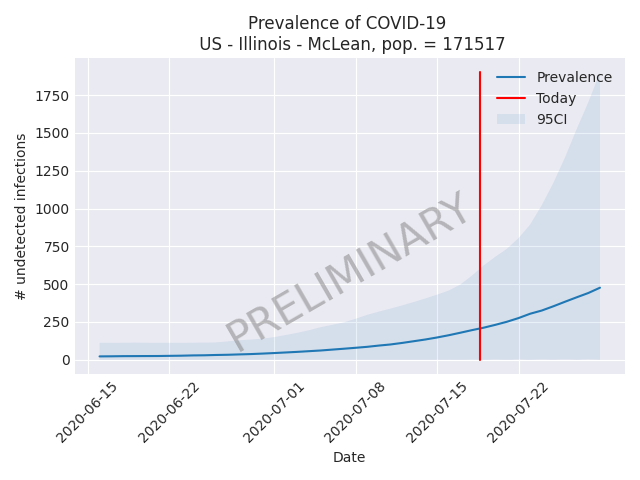 Prevalence of COVID-19
US - Illinois - McLean, pop. = 171517
Prevalence
Today
95CI
# undetected infections
1750
1500
1250
1000
750
500
250
0
PRELIMINARY
2020-06-15
2020-06-22
2020-07-01
2020-07-08
2020-07-15
2020-07-22
Date